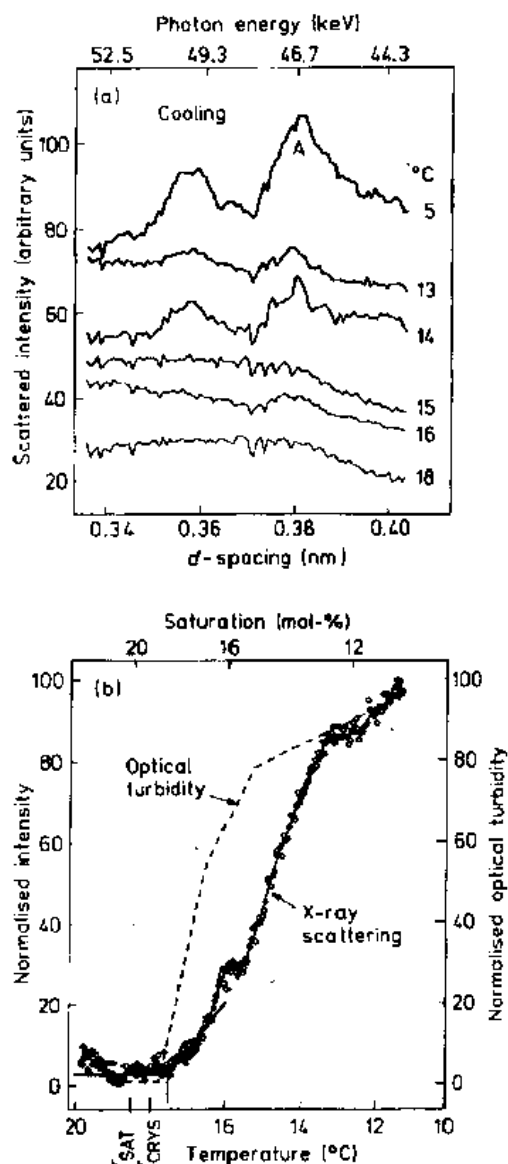 Photon energy (keV)
52.5 49.3 46.7 44.3
(a)
Cooling
A
°C
5
13
14
15
16
18
Scattered intensity (arbitrary units)
100
80
60
40
20
0.34 0.36 0.38 0.40
d-spacing (nm)
Saturation (mol-%)
20 16 12
(b)
Optical
turbidity
X-ray
scattering
Normalised intensity
100
80
60
40
20
0
Normalised optical turbidity
100
80
60
40
20
0
20 16 14 12 10
TSAT
TCRYS
Temperature (°C)